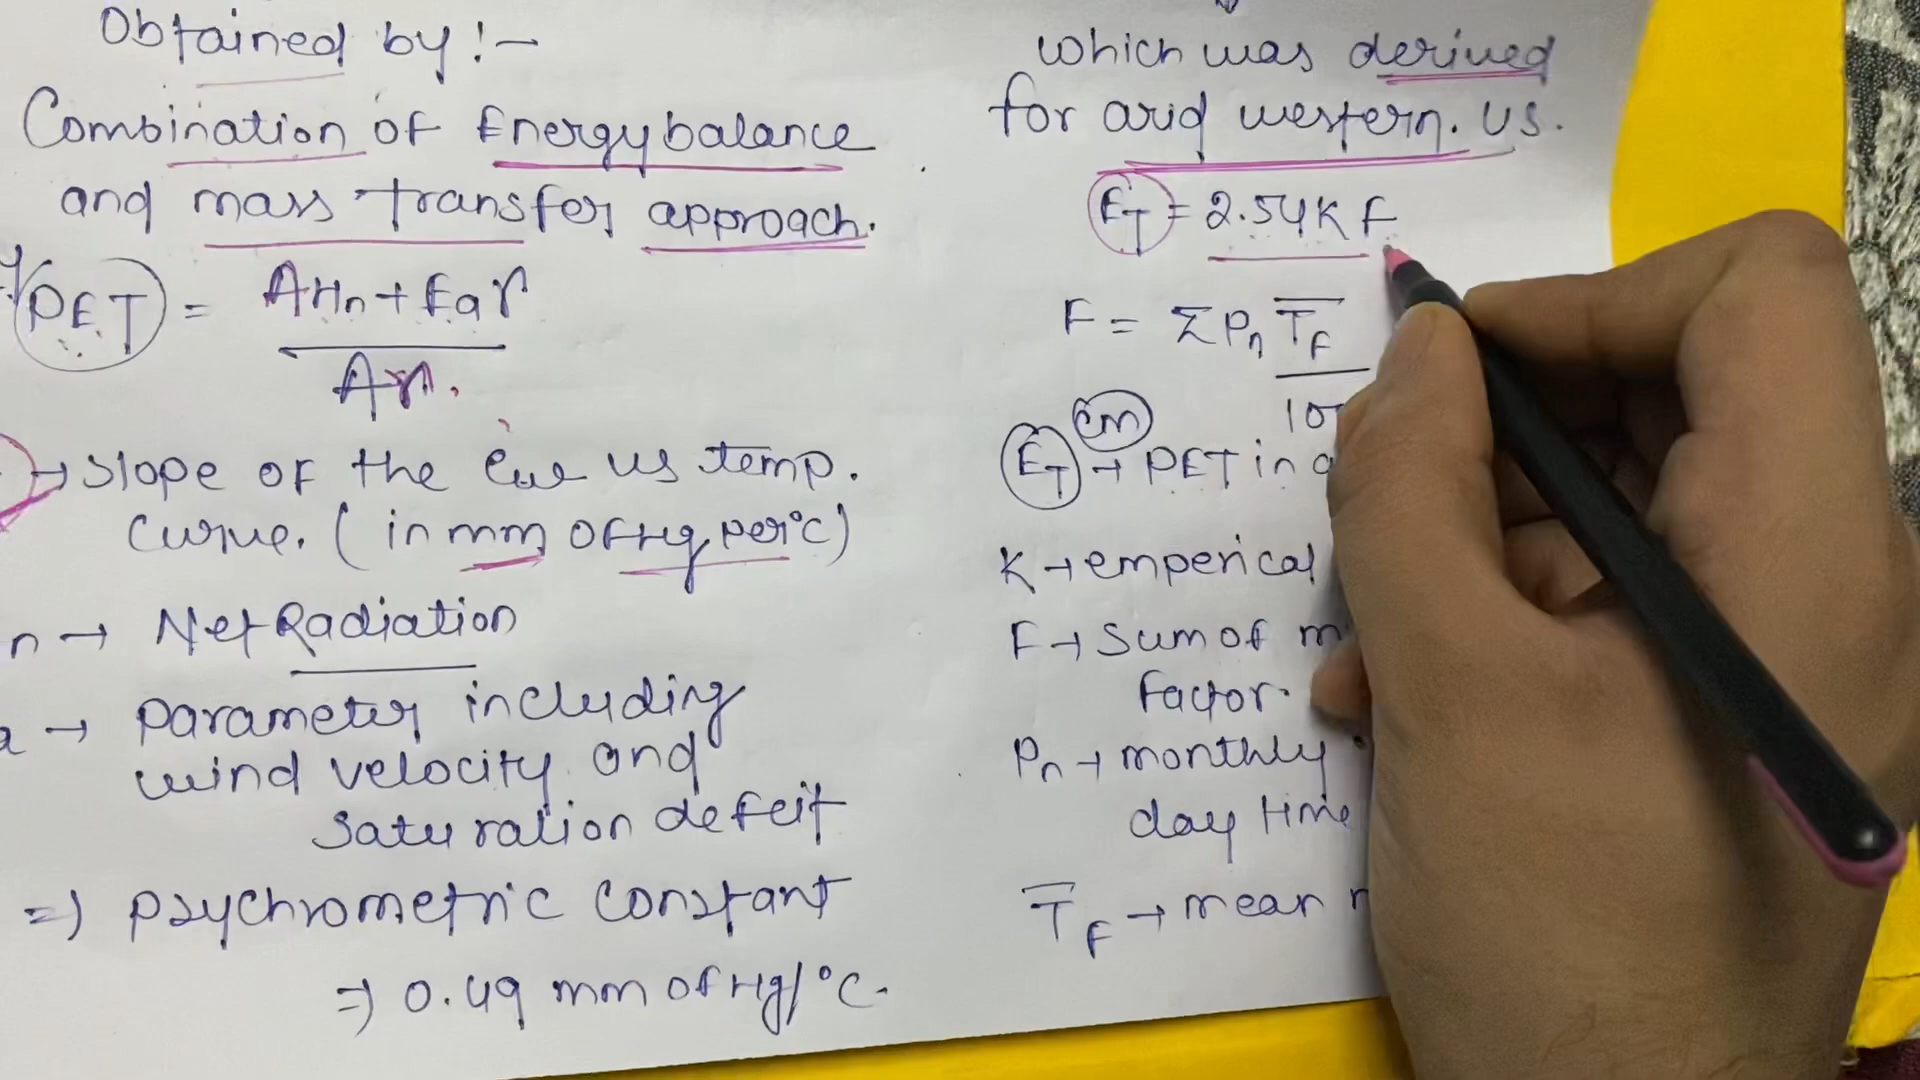 Obtained by :-
Combination of Energy balance
and mass transfer approach.
PET = AHn + Ea r
Ar.
→ slope of the vs temp.
curve. (in mm of Hg per °c)
n → Net Radiation
a → parameter including
wind velocity and
saturation defeit
=> psychrometric constant
=> 0.49 mm of Hg/°C.
which was derived
for arid western. US.
ET = 2.54 K F
F = Σ Pn T̅F
10
ET → PET in cm
K → emperical
F → Sum of m
factor.
Pn → monthly
day time
T̅F → mean